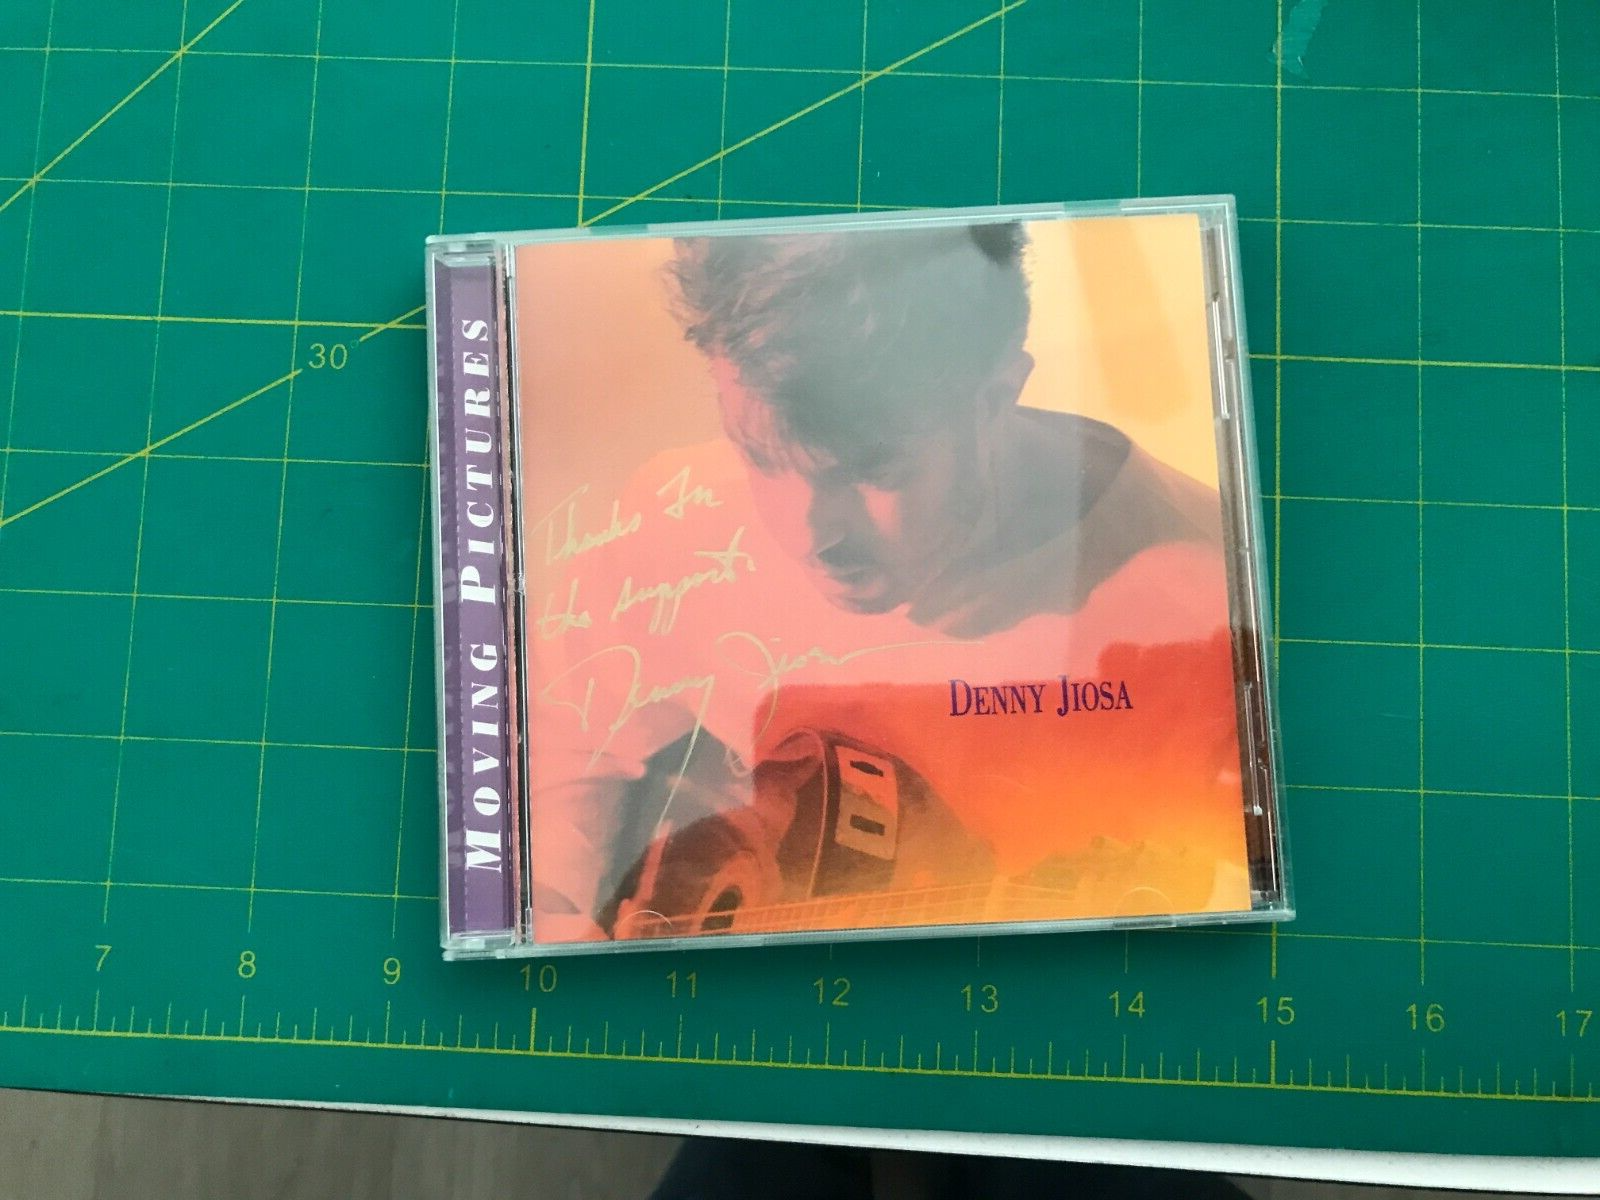 30°
MOVING PICTURES
Thanks For
the support.
Denny Jiosa
DENNY JIOSA
7 8 9 10 11 12 13 14 15 16 17